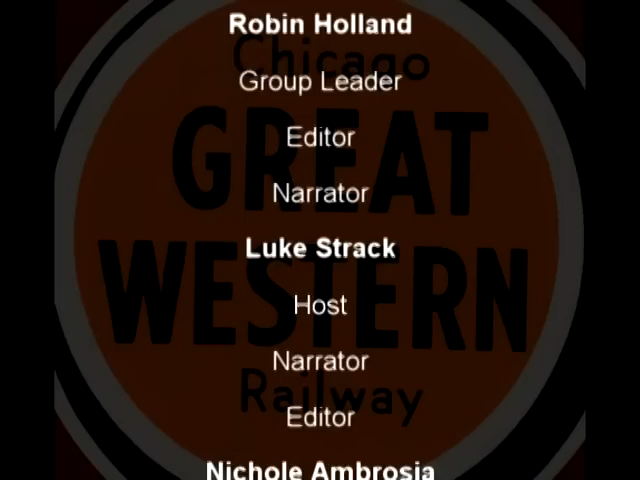 Robin Holland
Chicago
Group Leader
GREAT
Editor
Narrator
Luke Strack
WESTERN
Host
Narrator
Railway
Editor
Nichole Ambrosia